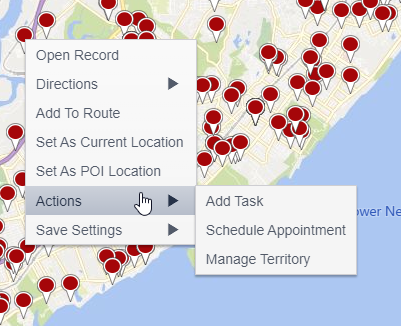 Open Record
Directions
Add To Route
Set As Current Location
Set As POI Location
Actions
Save Settings
Add Task
Schedule Appointment
Manage Territory
ower Ne